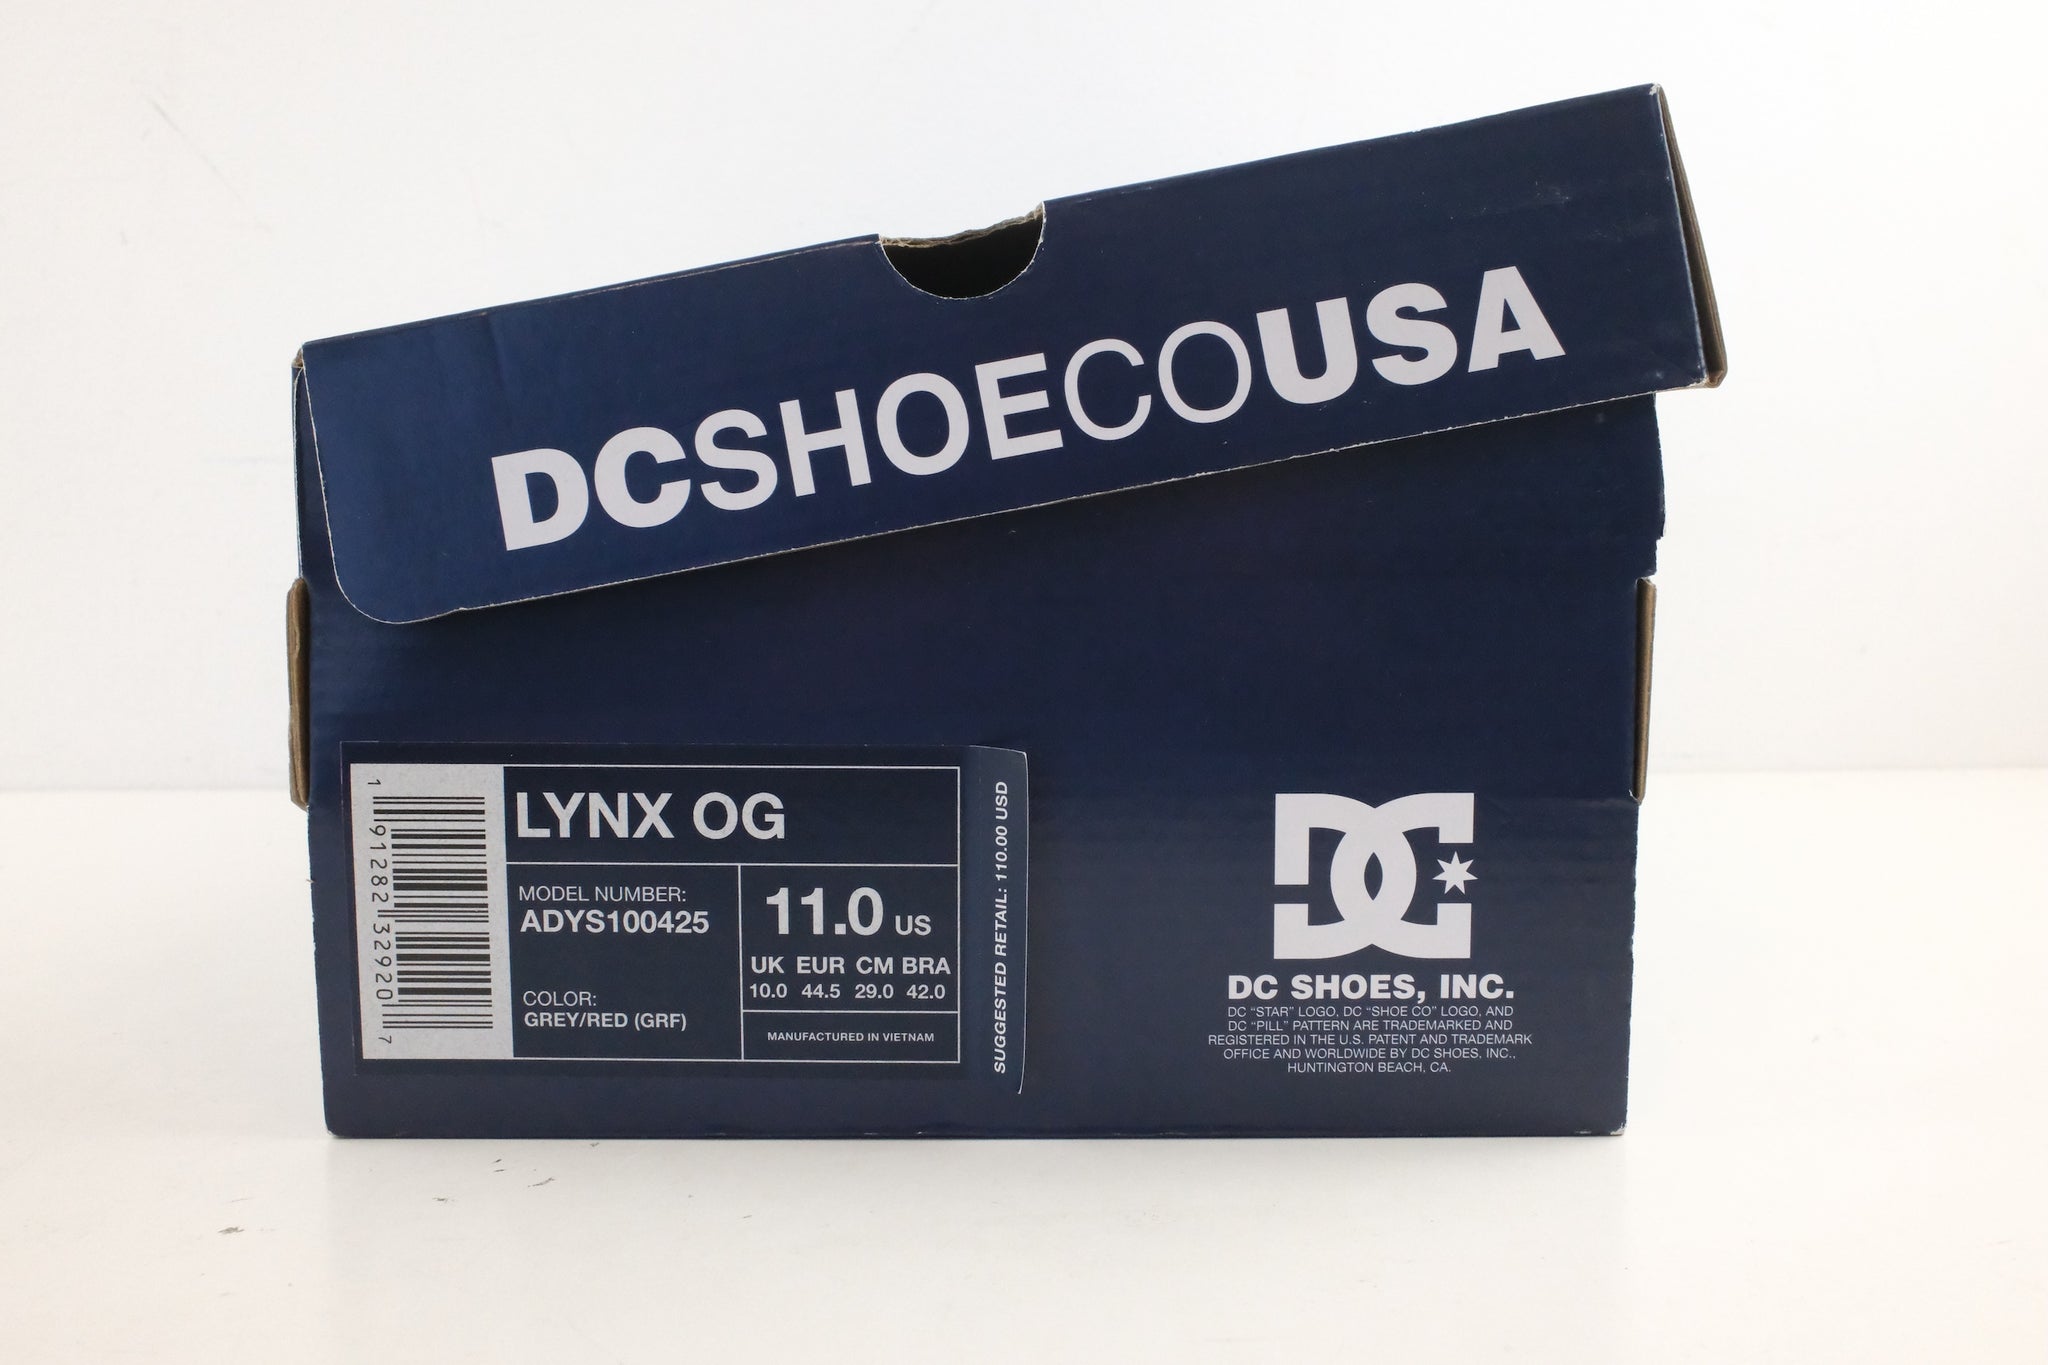 DCSHOECOUSA
LYNX OG
MODEL NUMBER:
ADYS100425
COLOR:
GREY/RED (GRF)
11.0 US
UK EUR CM BRA
10.0 44.5 29.0 42.0
MANUFACTURED IN VIETNAM
1 91282 32920 7
SUGGESTED RETAIL: 110.00 USD
DC
DC SHOES, INC.
DC "STAR" LOGO, DC "SHOE CO" LOGO, AND
DC "PILL" PATTERN ARE TRADEMARKED AND
REGISTERED IN THE U.S. PATENT AND TRADEMARK
OFFICE AND WORLDWIDE BY DC SHOES, INC.,
HUNTINGTON BEACH, CA.